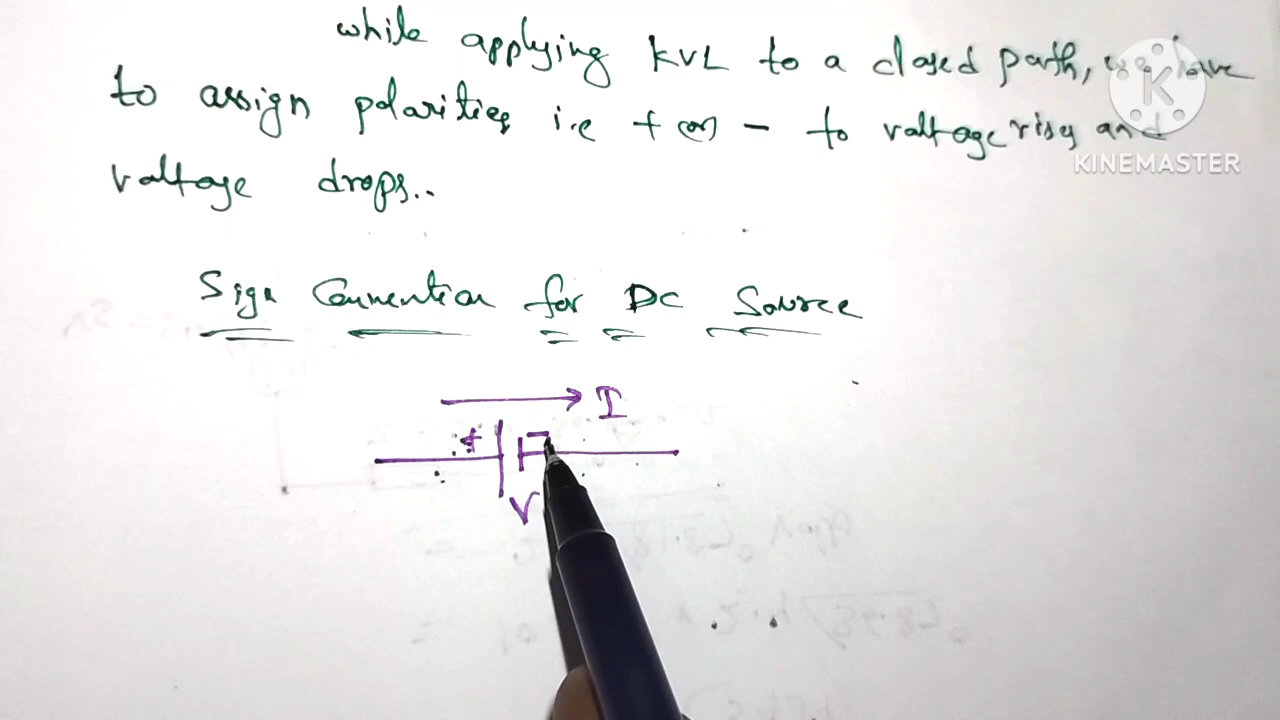 while applying KVL to a closed path, we have
to assign polarities i.e + (or) - to voltage rises and
voltage drops..
K
KINEMASTER
Sign Convention for DC Source
I
+ -
V